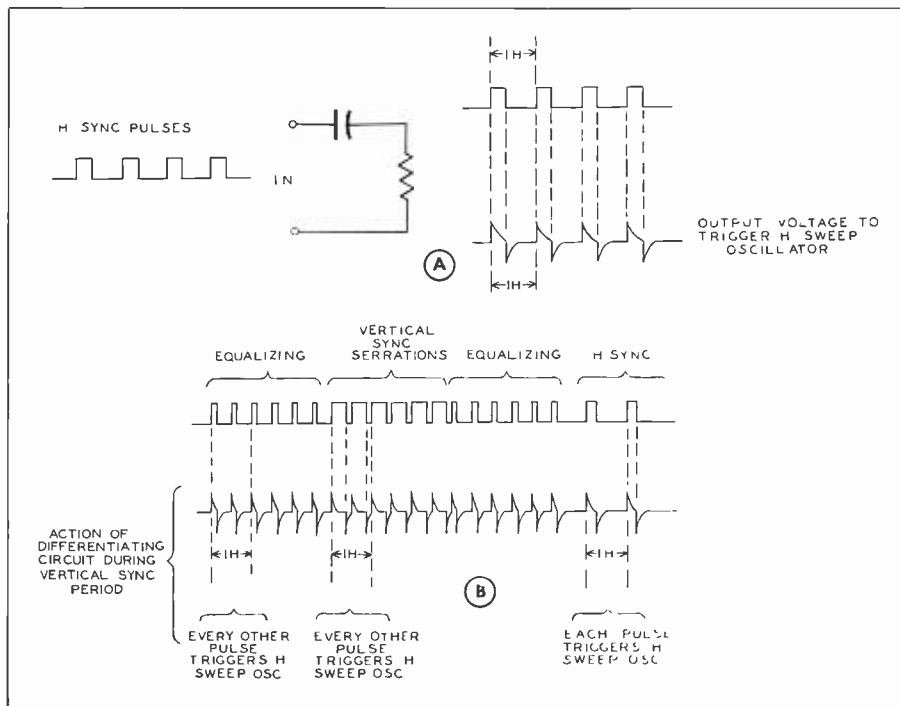 H SYNC PULSES
IN
1H
1H
OUTPUT VOLTAGE TO
TRIGGER H SWEEP
OSCILLATOR
A
EQUALIZING
VERTICAL
SYNC
SERRATIONS
EQUALIZING
H SYNC
ACTION OF
DIFFERENTIATING
CIRCUIT DURING
VERTICAL SYNC
PERIOD
1H
1H
1H
B
EVERY OTHER
PULSE
TRIGGERS H
SWEEP OSC
EVERY OTHER
PULSE
TRIGGERS H
SWEEP OSC
EACH PULSE
TRIGGERS H
SWEEP OSC